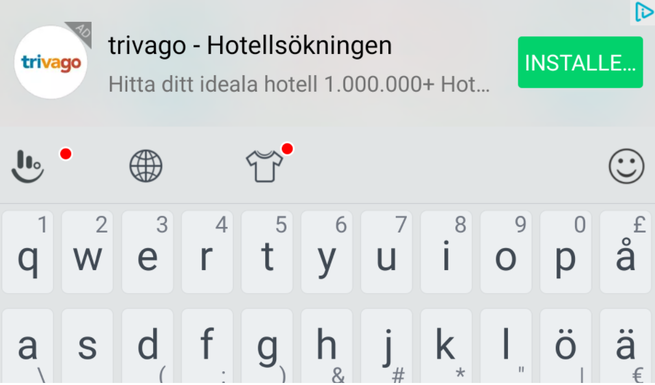 AD
trivago
trivago - Hotellsökningen
Hitta ditt ideala hotell 1.000.000+ Hot...
INSTALLE...
1 2 3 4 5 6 7 8 9 0 £
q w e r t y u i o p å
a s d f g h j k l ö ä
\ ( : ) & # * " | €